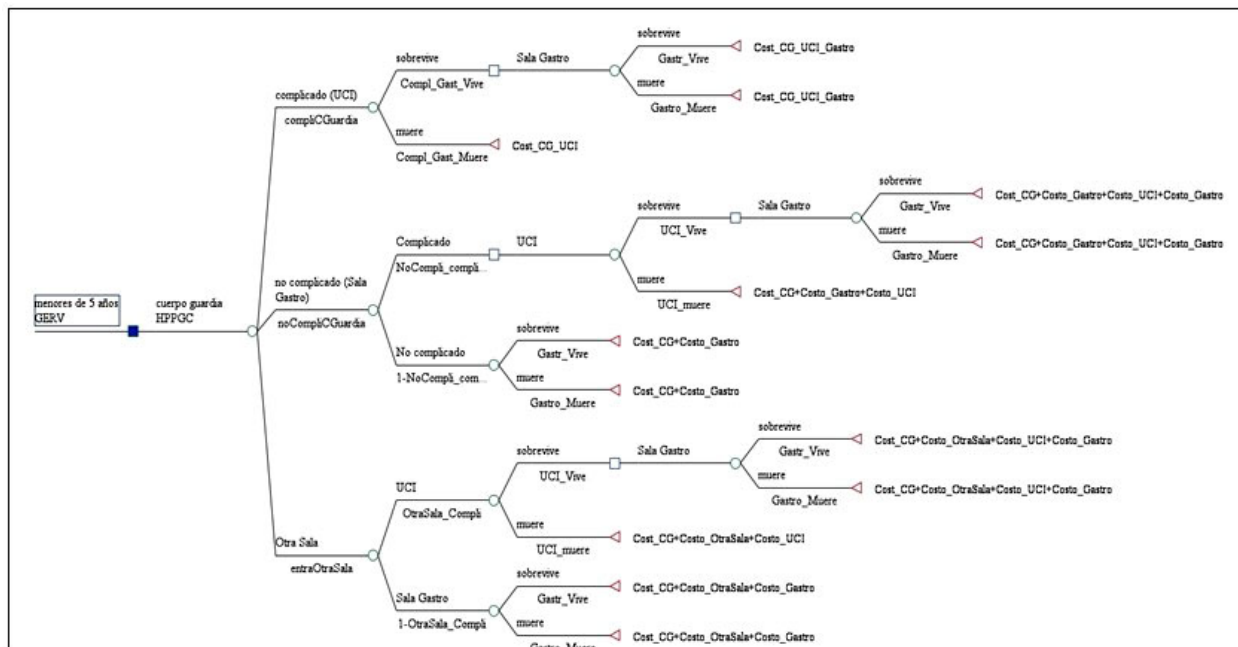 sobrevive
Cost_CG_UCI_Gastro
Gastr_Vive
sobrevive
Sala Gastro
Compl_Gast_Vive
muere
Cost_CG_UCI_Gastro
Gastro_Muere
complicado (UCI)
compliCGuardia
muere
Cost_CG_UCI
Compl_Gast_Muere
sobrevive
Cost_CG+Costo_Gastro+Costo_UCI+Costo_Gastro
Gastr_Vive
sobrevive
Sala Gastro
UCI_Vive
muere
Cost_CG+Costo_Gastro+Costo_UCI+Costo_Gastro
Gastro_Muere
Complicado
UCI
NoCompli_compli...
muere
Cost_CG+Costo_Gastro+Costo_UCI
UCI_muere
no complicado (Sala
Gastro)
noCompliCGuardia
menores de 5 años
GERV
cuerpo guardia
HPPGC
No complicado
1-NoCompli_com...
sobrevive
Cost_CG+Costo_Gastro
Gastr_Vive
muere
Cost_CG+Costo_Gastro
Gastro_Muere
sobrevive
Cost_CG+Costo_OtraSala+Costo_UCI+Costo_Gastro
Gastr_Vive
sobrevive
Sala Gastro
UCI_Vive
muere
Cost_CG+Costo_OtraSala+Costo_UCI+Costo_Gastro
Gastro_Muere
UCI
OtraSala_Compli
muere
Cost_CG+Costo_OtraSala+Costo_UCI
UCI_muere
Otra Sala
entraOtraSala
sobrevive
Cost_CG+Costo_OtraSala+Costo_Gastro
Gastr_Vive
Sala Gastro
1-OtraSala_Compli
muere
Cost_CG+Costo_OtraSala+Costo_Gastro
Gastro_Muere